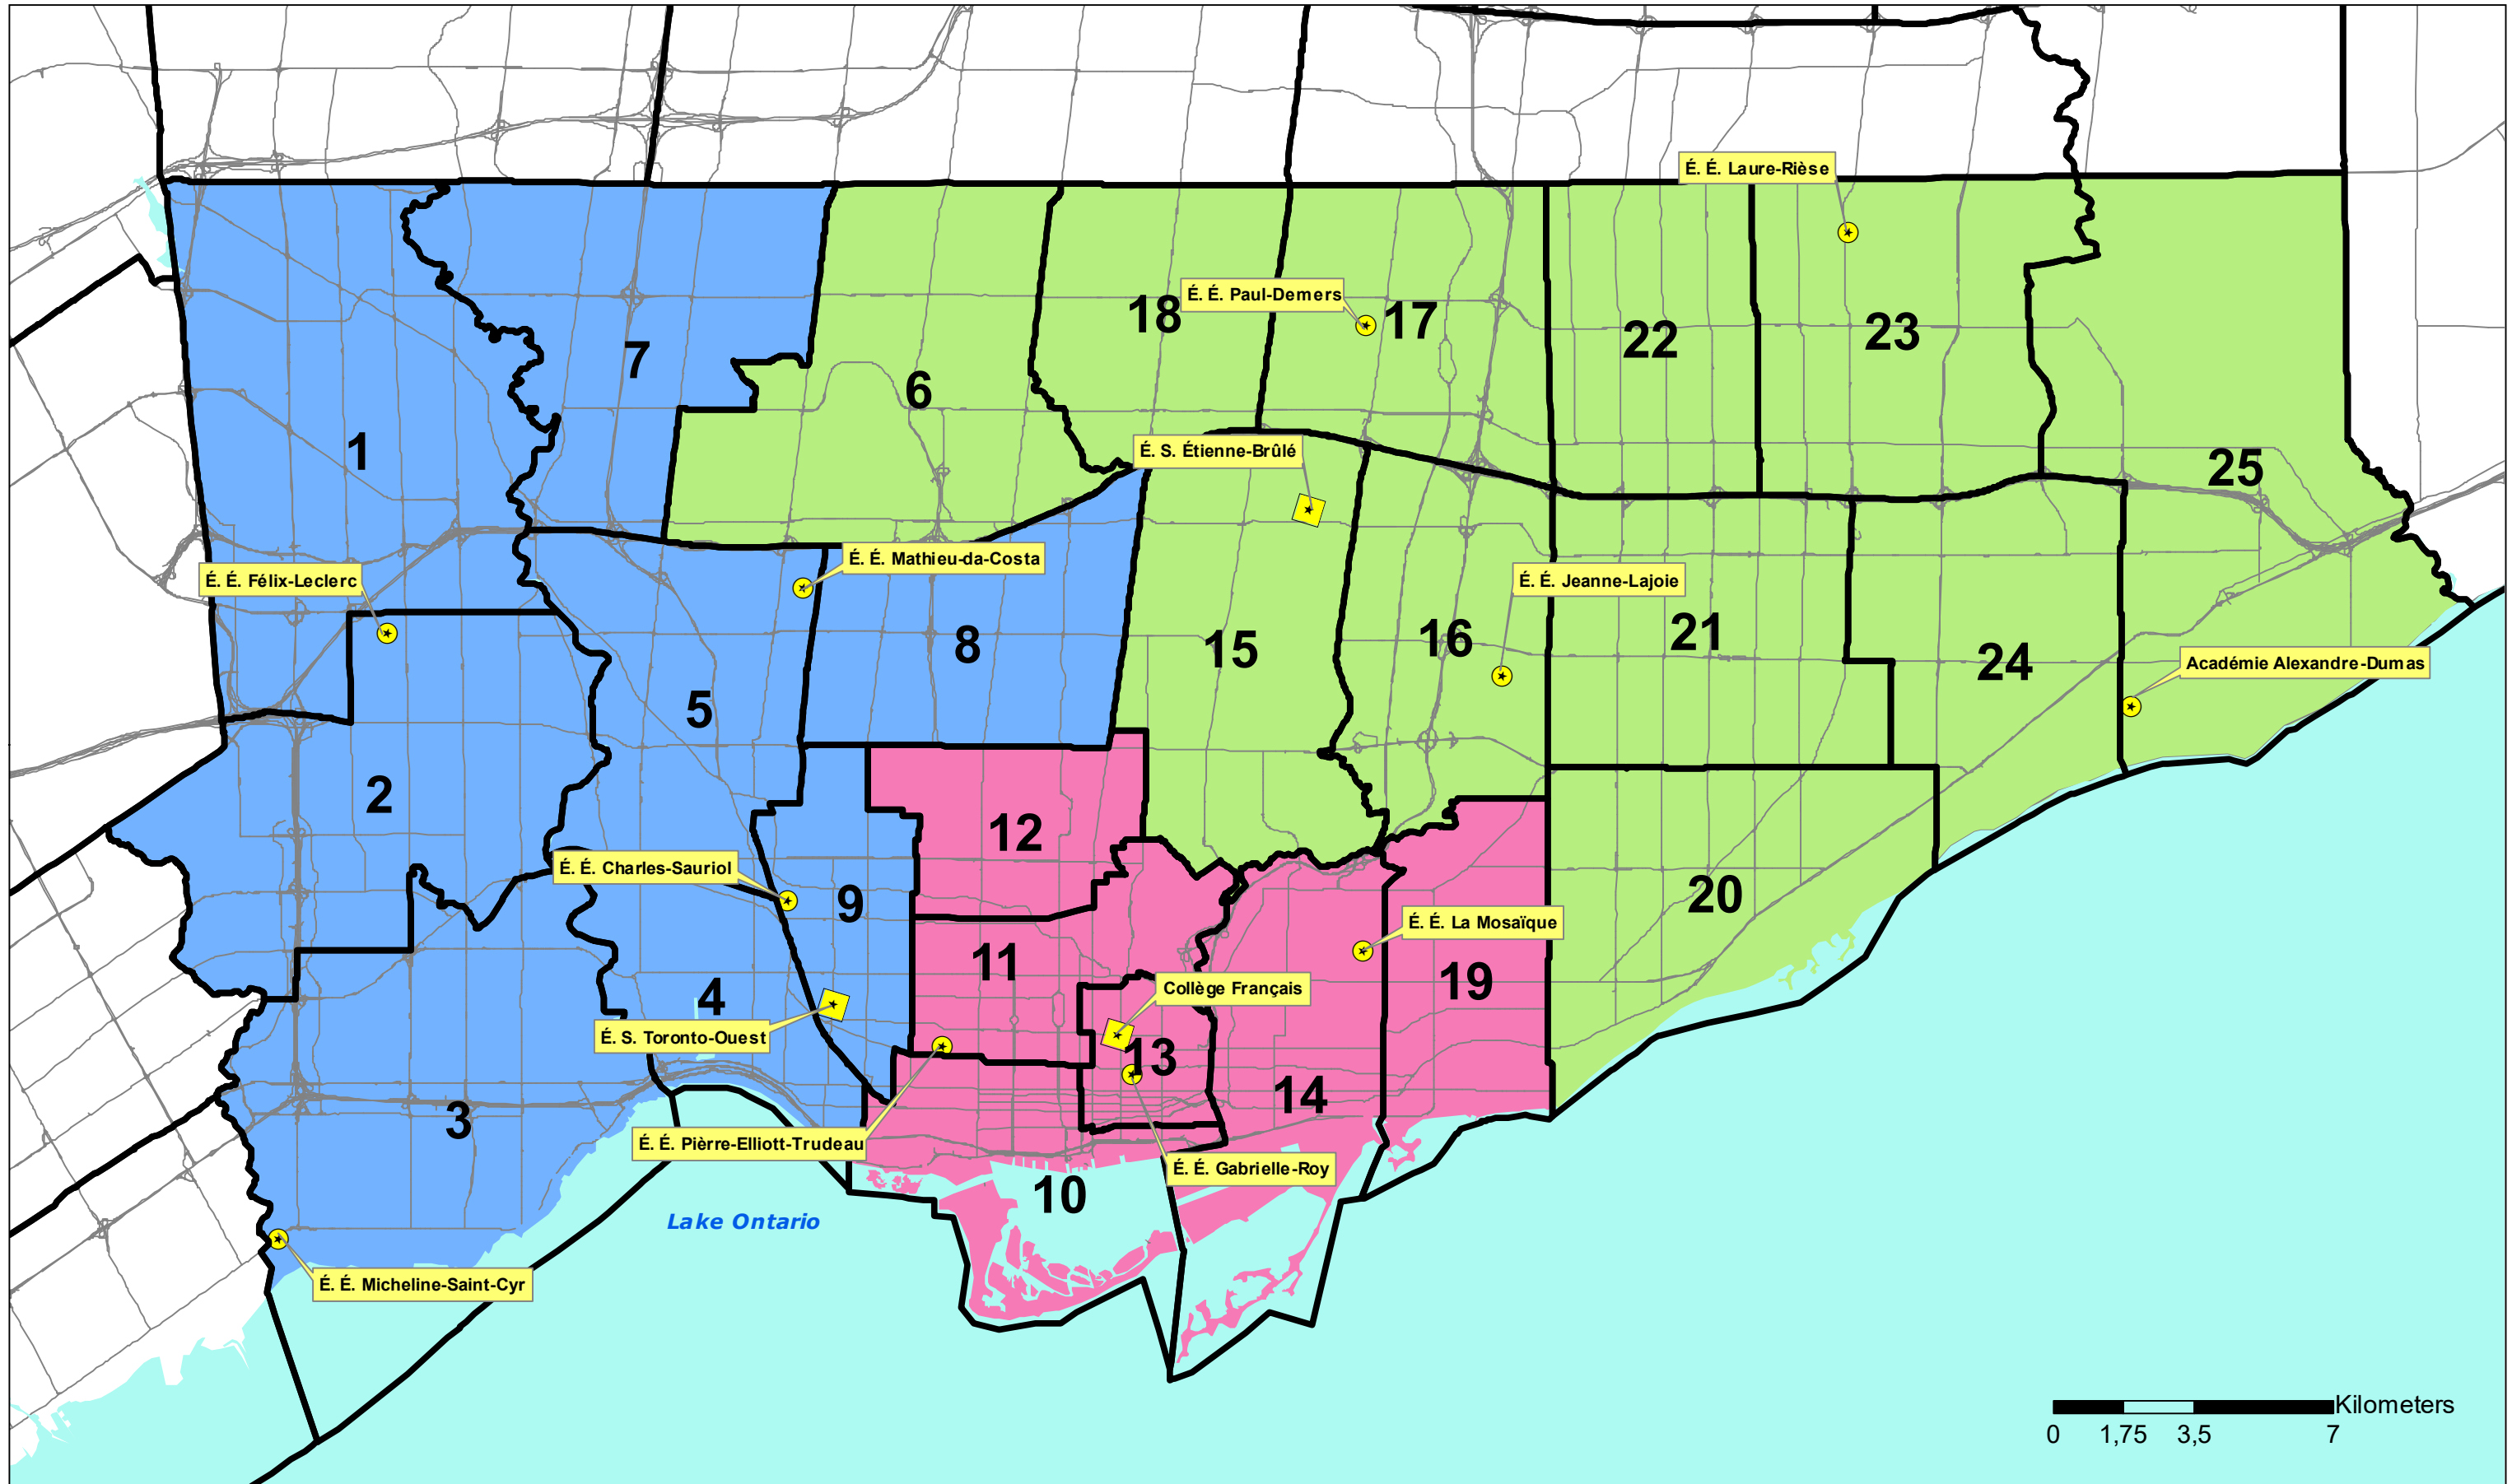 É. É. Laure-Rièse
É. É. Paul-Demers
18
17
22
23
7
6
1
É. S. Étienne-Brûlé
25
É. É. Mathieu-da-Costa
É. É. Félix-Leclerc
É. É. Jeanne-Lajoie
8
15
16
21
24
Académie Alexandre-Dumas
5
2
12
É. É. Charles-Sauriol
9
20
É. É. La Mosaïque
11
19
Collège Français
4
É. S. Toronto-Ouest
13
14
3
É. É. Pièrre-Elliott-Trudeau
É. É. Gabrielle-Roy
10
Lake Ontario
É. É. Micheline-Saint-Cyr
Kilometers
0 1,75 3,5 7